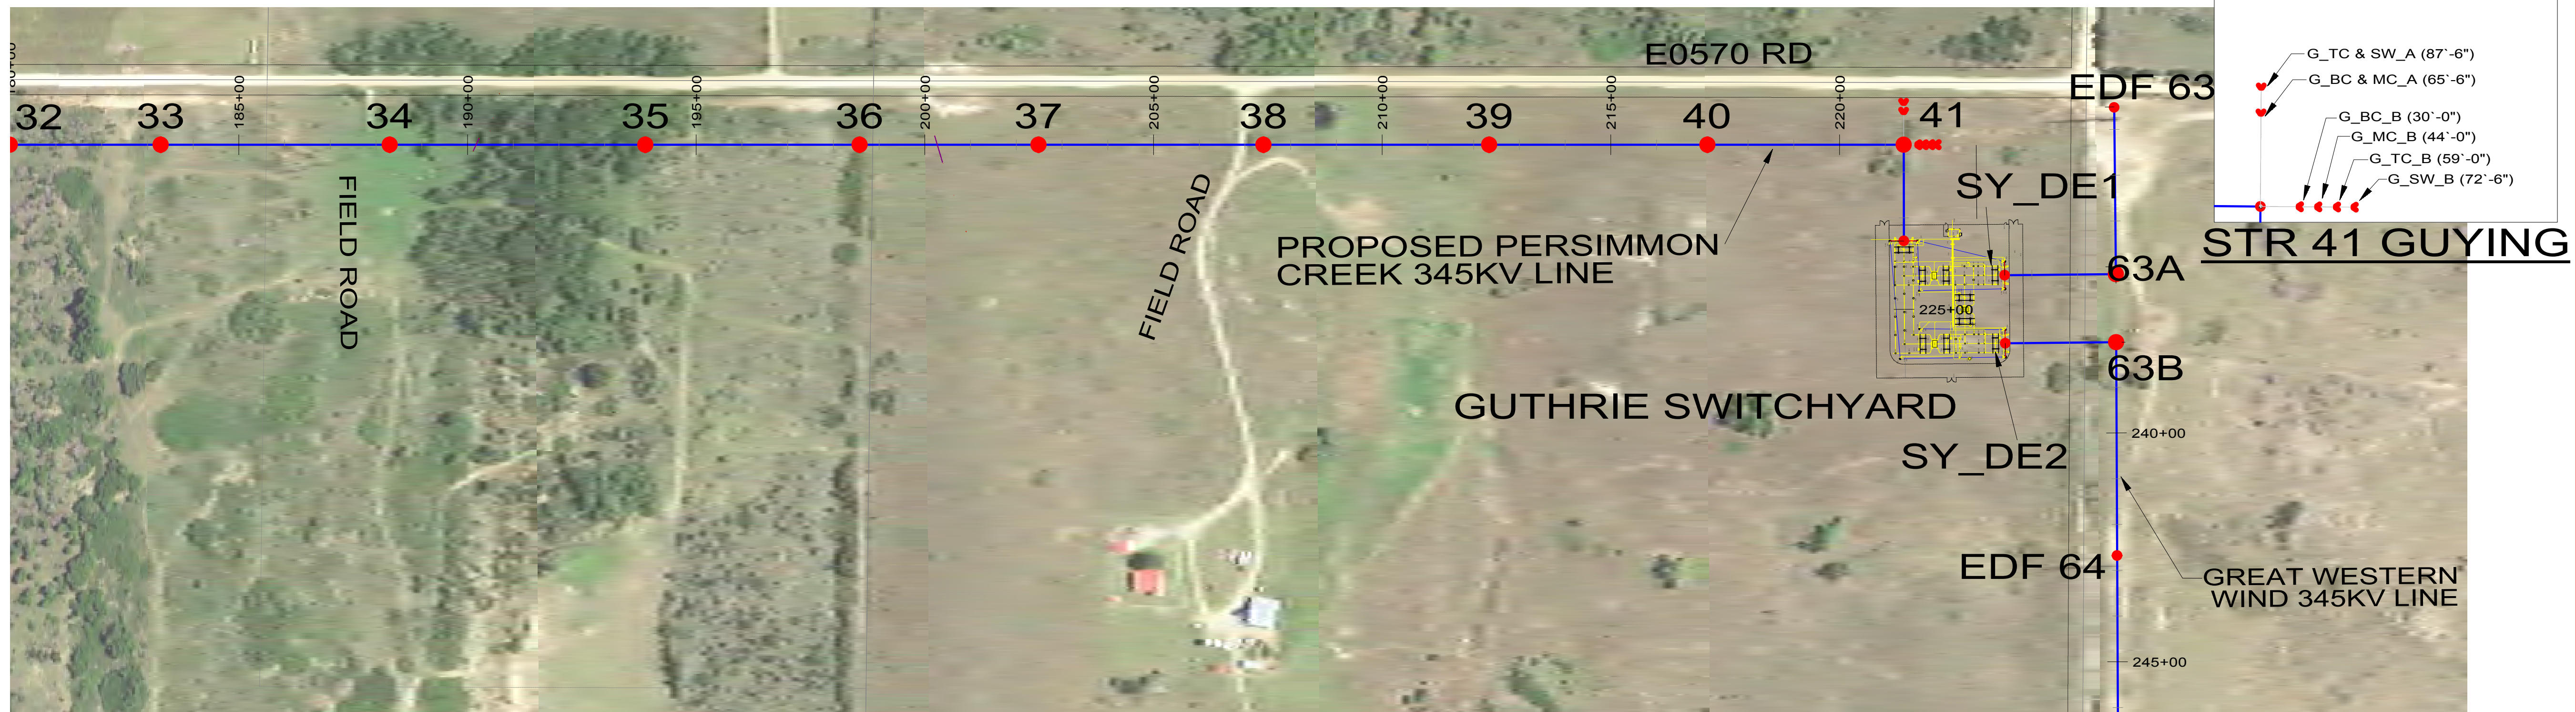 E0570 RD
180+00
185+00
190+00
195+00
200+00
205+00
210+00
215+00
220+00
32
33
34
35
36
37
38
39
40
41
EDF 63
FIELD ROAD
FIELD ROAD
PROPOSED PERSIMMON
CREEK 345KV LINE
SY_DE1
63A
225+00
63B
GUTHRIE SWITCHYARD
SY_DE2
240+00
EDF 64
GREAT WESTERN
WIND 345KV LINE
245+00
G_TC & SW_A (87`-6")
G_BC & MC_A (65`-6")
G_BC_B (30`-0")
G_MC_B (44`-0")
G_TC_B (59`-0")
G_SW_B (72`-6")
STR 41 GUYING